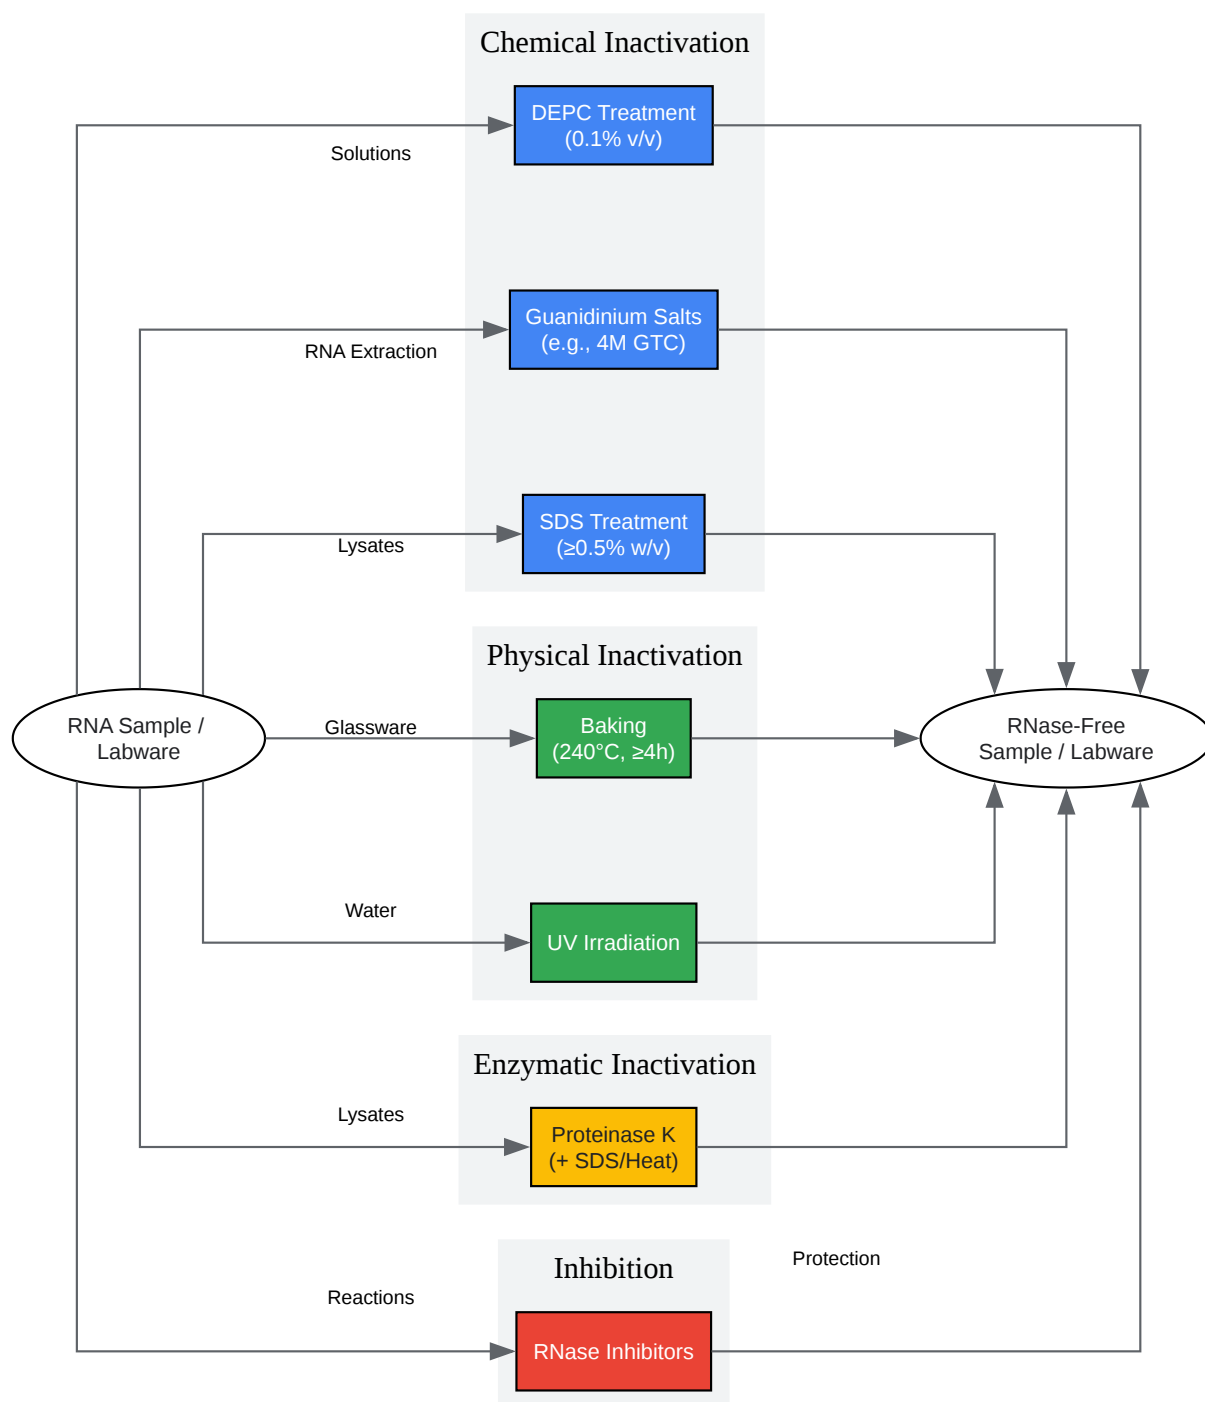 Chemical Inactivation
DEPC Treatment
(0.1% v/v)
Solutions
Guanidinium Salts
(e.g., 4M GTC)
RNA Extraction
SDS Treatment
(≥0.5% w/v)
Lysates
Physical Inactivation
RNA Sample /
Labware
Glassware
Baking
(240°C, ≥4h)
RNase-Free
Sample / Labware
Water
UV Irradiation
Enzymatic Inactivation
Lysates
Proteinase K
(+ SDS/Heat)
Protection
Inhibition
Reactions
RNase Inhibitors